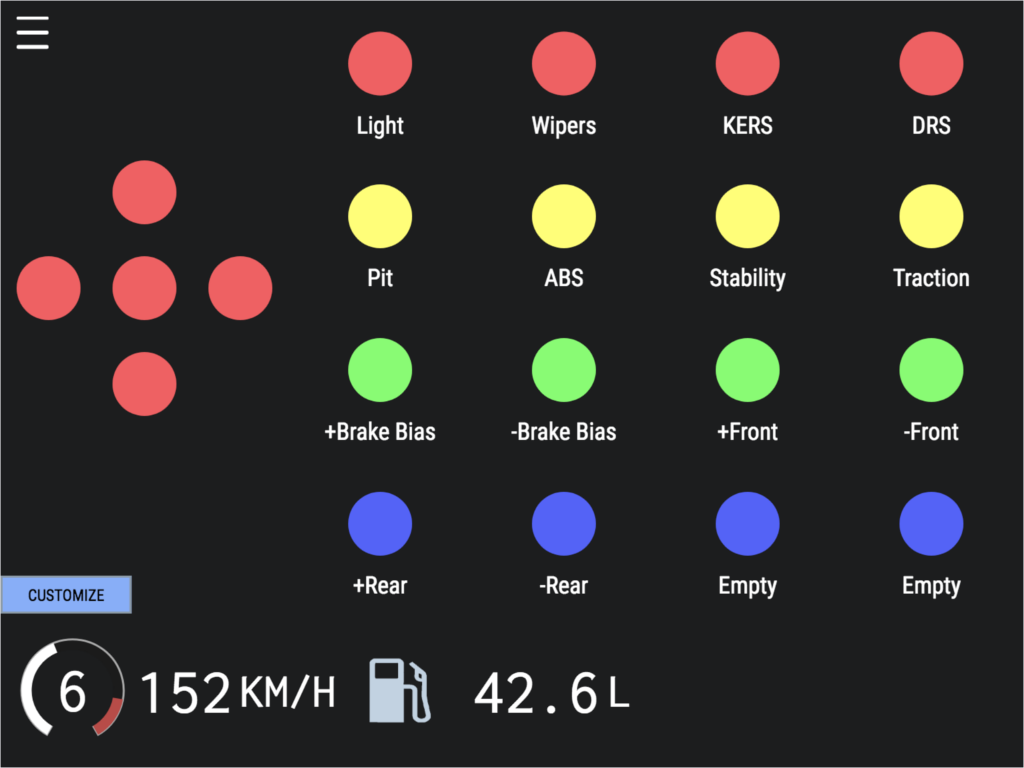 Light Wipers KERS DRS
Pit ABS Stability Traction
+Brake Bias -Brake Bias +Front -Front
+Rear -Rear Empty Empty
CUSTOMIZE
6 152 KM/H 42.6 L